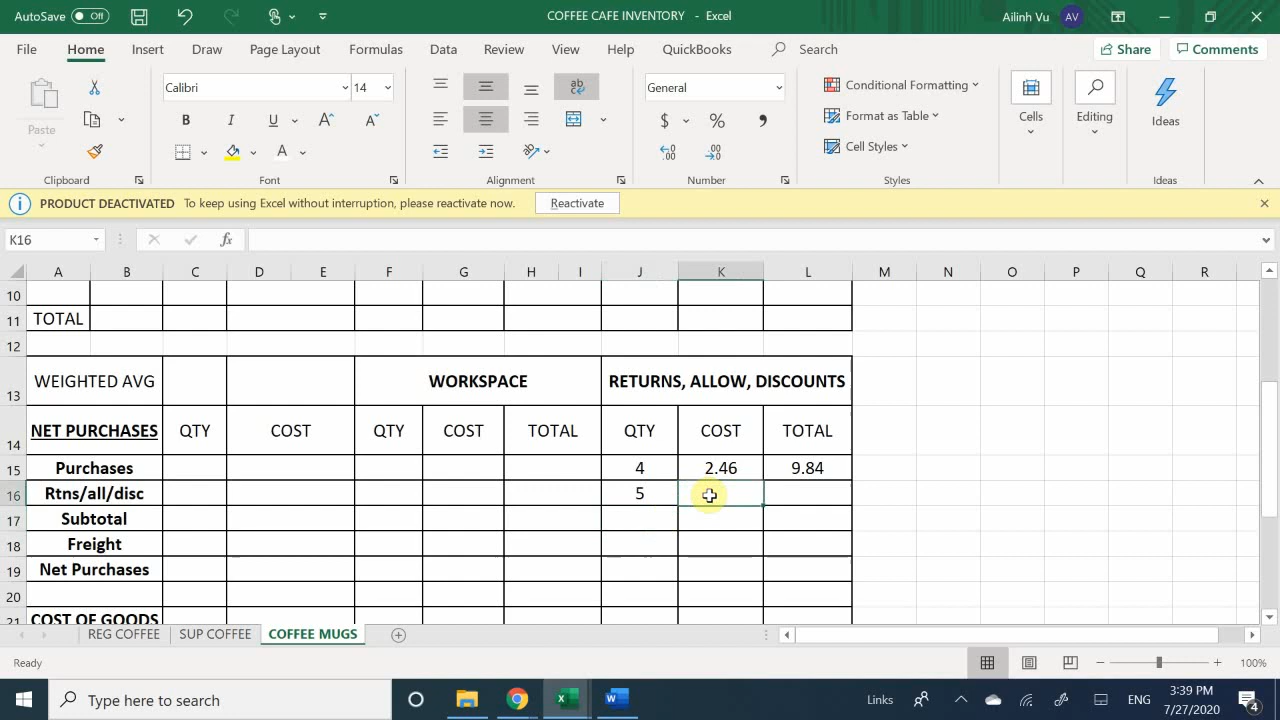 AutoSave Off
COFFEE CAFE INVENTORY - Excel
Ailinh Vu AV
File Home Insert Draw Page Layout Formulas Data Review View Help QuickBooks Search Share Comments
Paste
Calibri 14
B I U A A
ab
General
$ % ,
.00 .00
Conditional Formatting
Format as Table
Cell Styles
Cells
Editing
Ideas
Clipboard Font Alignment Number Styles Ideas
PRODUCT DEACTIVATED To keep using Excel without interruption, please reactivate now. Reactivate
K16 fx
A B C D E F G H I J K L M N O P Q R
10
11 TOTAL
12
13 WEIGHTED AVG WORKSPACE RETURNS, ALLOW, DISCOUNTS
14 NET PURCHASES QTY COST QTY COST TOTAL QTY COST TOTAL
15 Purchases 4 2.46 9.84
16 Rtns/all/disc 5
17 Subtotal
18 Freight
19 Net Purchases
20
21 COST OF GOODS
REG COFFEE SUP COFFEE COFFEE MUGS
Ready 100%
Type here to search
Links ENG
3:39 PM
7/27/2020
4